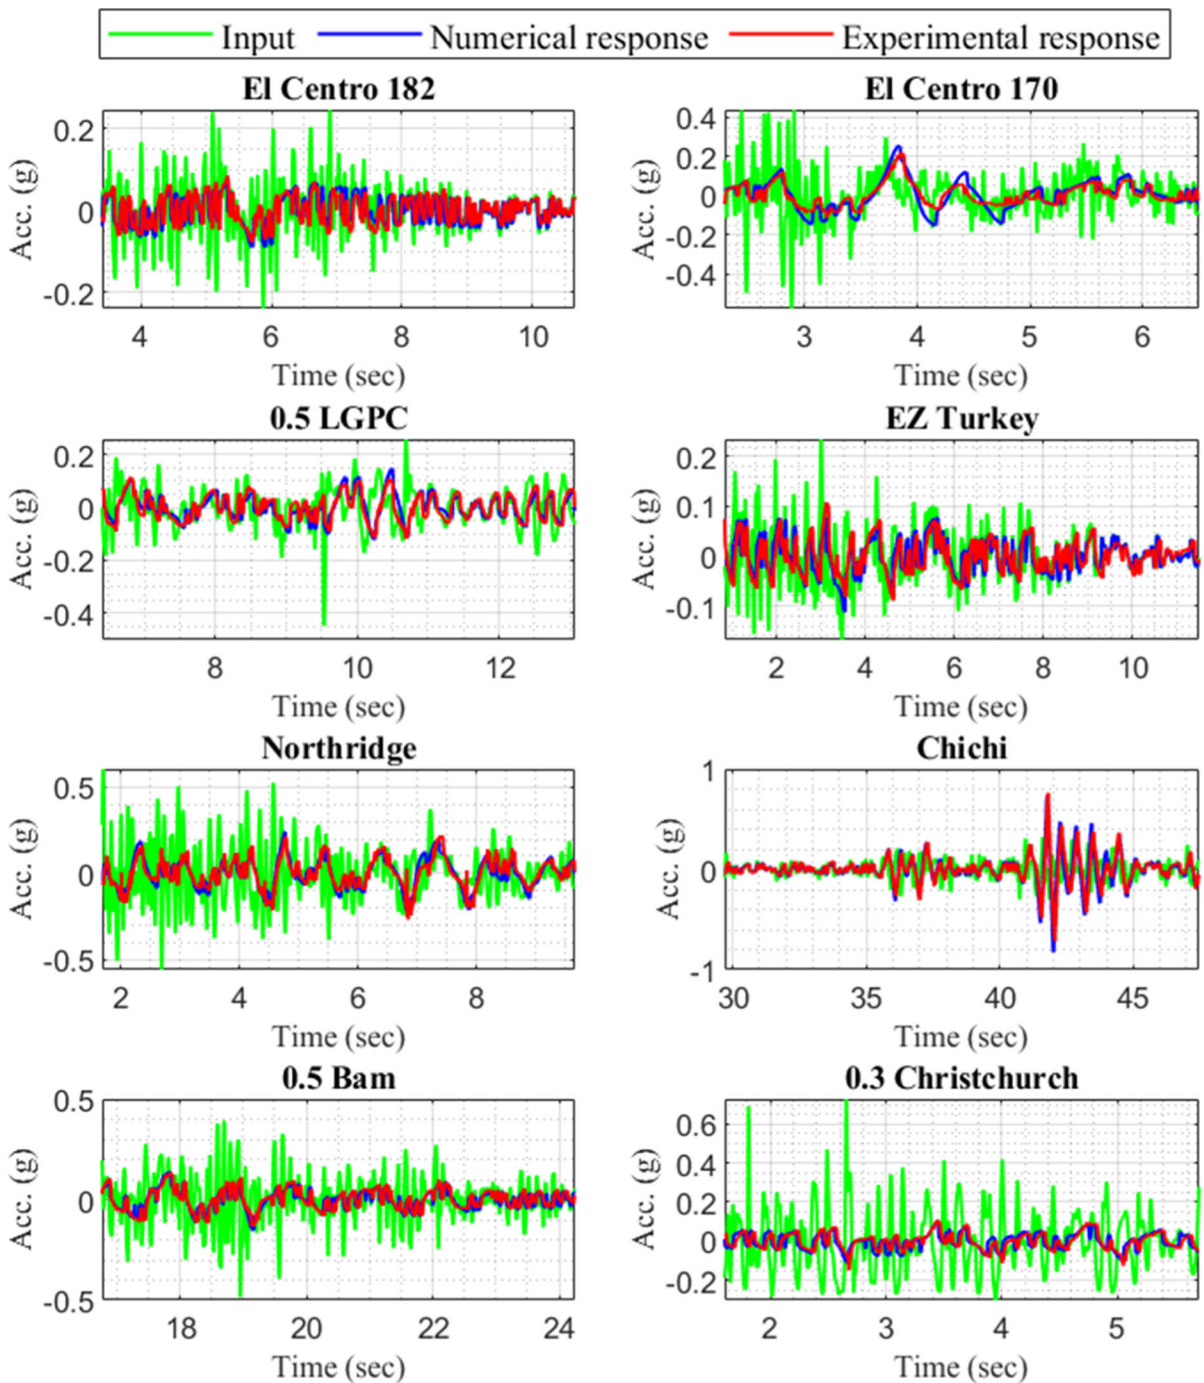 Input Numerical response Experimental response
El Centro 182
Acc. (g)
0.2
0
-0.2
4 6 8 10
Time (sec)
El Centro 170
Acc. (g)
0.4
0.2
0
-0.2
-0.4
3 4 5 6
Time (sec)
0.5 LGPC
Acc. (g)
0.2
0
-0.2
-0.4
8 10 12
Time (sec)
EZ Turkey
Acc. (g)
0.2
0.1
0
-0.1
2 4 6 8 10
Time (sec)
Northridge
Acc. (g)
0.5
0
-0.5
2 4 6 8
Time (sec)
Chichi
Acc. (g)
1
0
-1
30 35 40 45
Time (sec)
0.5 Bam
Acc. (g)
0.5
0
-0.5
18 20 22 24
Time (sec)
0.3 Christchurch
Acc. (g)
0.6
0.4
0.2
0
-0.2
2 3 4 5
Time (sec)